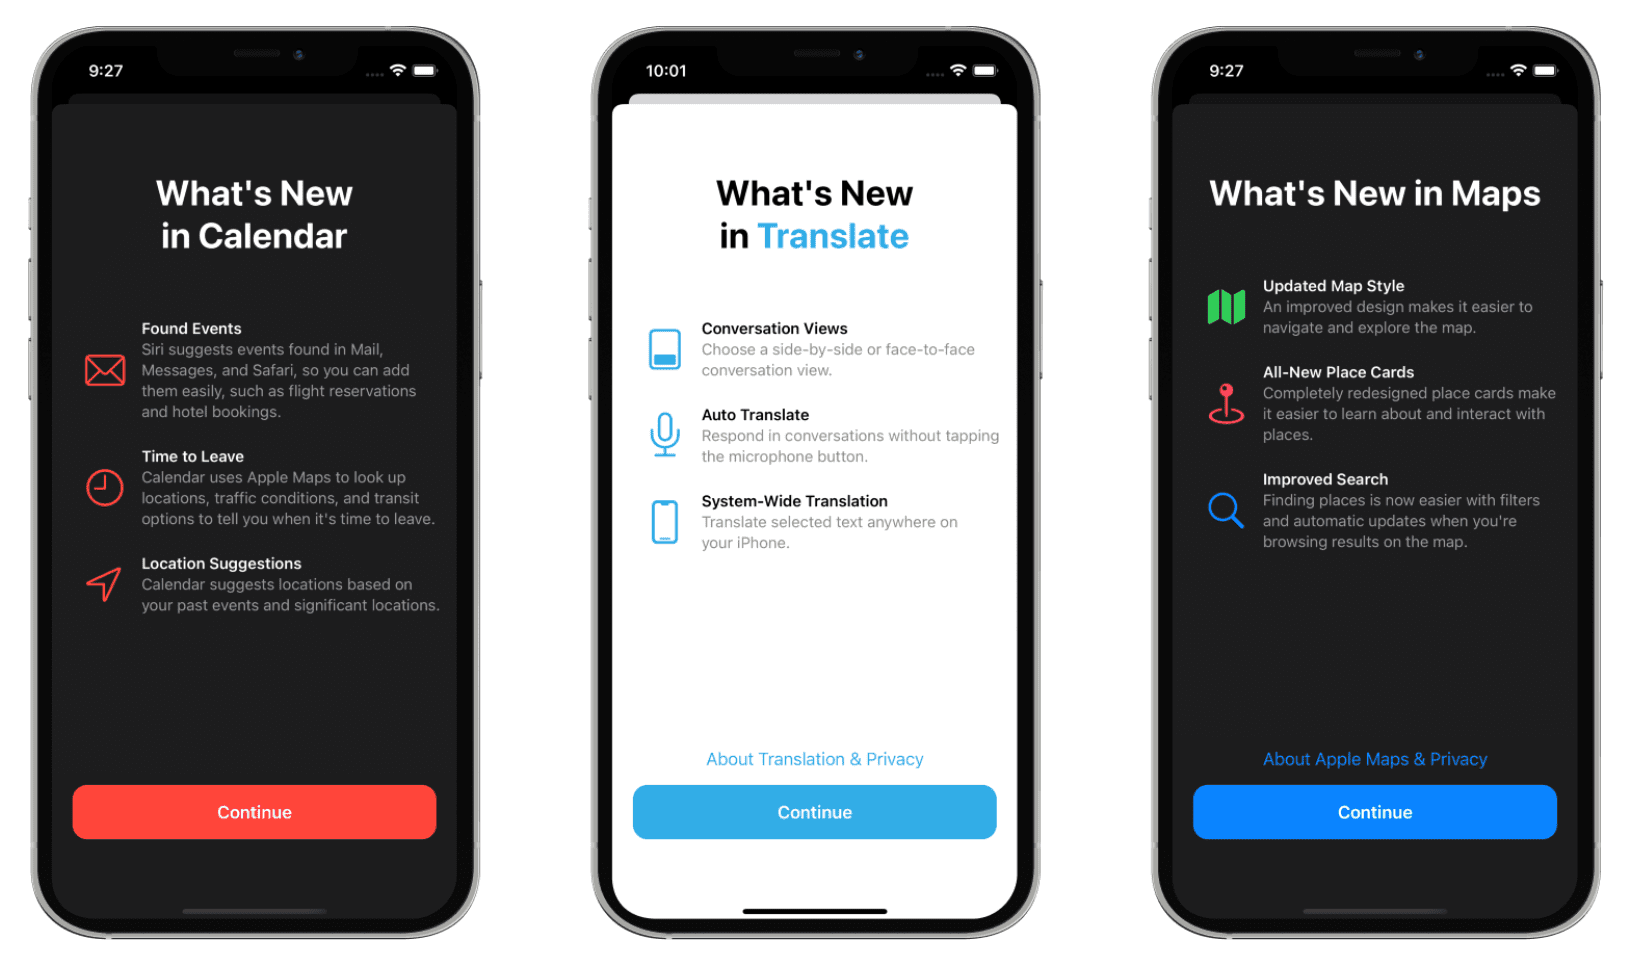 9:27
What's New
in Calendar
Found Events
Siri suggests events found in Mail,
Messages, and Safari, so you can add
them easily, such as flight reservations
and hotel bookings.
Time to Leave
Calendar uses Apple Maps to look up
locations, traffic conditions, and transit
options to tell you when it's time to leave.
Location Suggestions
Calendar suggests locations based on
your past events and significant locations.
Continue
10:01
What's New
in Translate
Conversation Views
Choose a side-by-side or face-to-face
conversation view.
Auto Translate
Respond in conversations without tapping
the microphone button.
System-Wide Translation
Translate selected text anywhere on
your iPhone.
About Translation & Privacy
Continue
9:27
What's New in Maps
Updated Map Style
An improved design makes it easier to
navigate and explore the map.
All-New Place Cards
Completely redesigned place cards make
it easier to learn about and interact with
places.
Improved Search
Finding places is now easier with filters
and automatic updates when you're
browsing results on the map.
About Apple Maps & Privacy
Continue